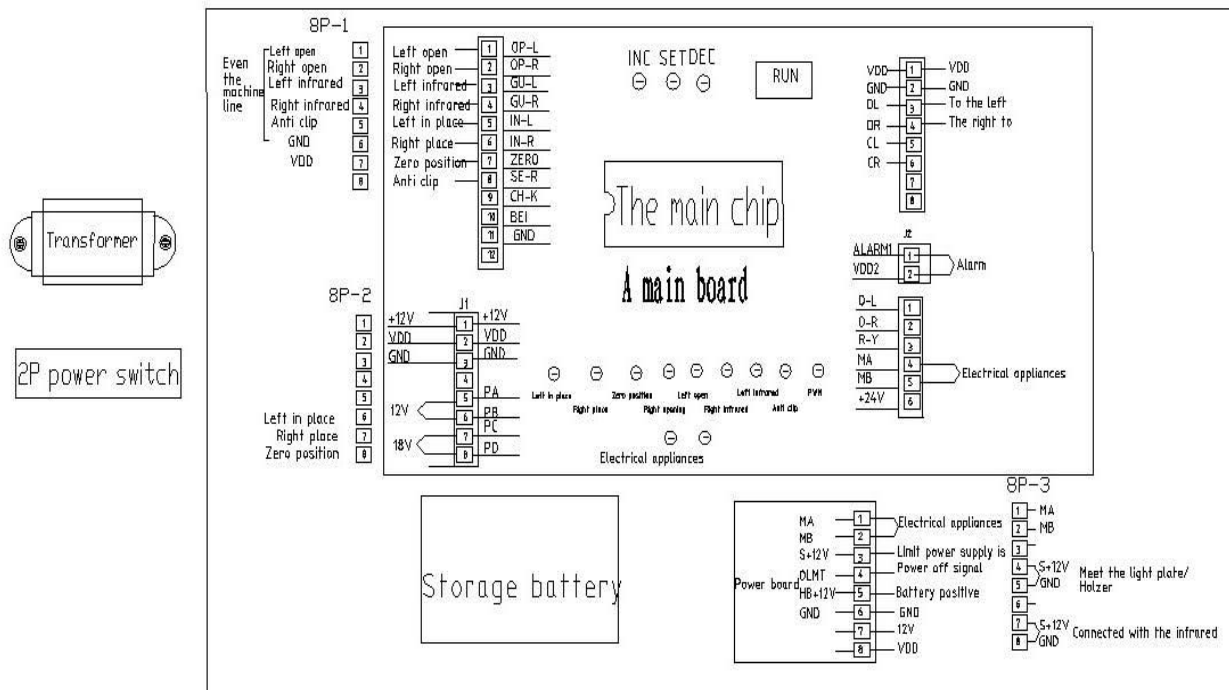 8P-1
Even the machine line
1 Left open
2 Right open
3 Left infrared
4 Right infrared
5 Anti clip
6 GND
7 VDD
8
Left open 1 OP-L
Right open 2 OP-R
Left infrared 3 GU-L
Right infrared 4 GU-R
Left in place 5 IN-L
Right place 6 IN-R
Zero position 7 ZERO
Anti clip 8 SE-R
9 CH-K
10 BEI
11 GND
12
INC SET DEC
RUN
The main chip
A main board
VDD 1 VDD
GND 2 GND
DL 3 To the left
DR 4 The right to
CL 5
CR 6
7
8
J2
ALARM1 1
VDD2 2
Alarm
D-L 1
D-R 2
R-Y 3
MA 4
MB 5
Electrical appliances
+24V 6
Transformer
2P power switch
8P-2
1
2
3
4
5
Left in place 6
Right place 7
Zero position 8
J1
+12V 1 +12V
VDD 2 VDD
GND 3 GND
4
5 PA
12V
6 PB
7 PC
18V
8 PD
Left in place
Right place
Zero position
Right opening
Left open
Right infrared
Left infrared
Anti clip
PWM
Electrical appliances
Storage battery
Power board
MA 1
MB 2
Electrical appliances
S+12V 3 Limit power supply is
OLMT 4 Power off signal
HB+12V 5 Battery positive
GND 6 GND
7 12V
8 VDD
8P-3
1 MA
2 MB
3
4 S+12V
5 GND
Meet the light plate/
Holzer
6
7 S+12V
8 GND
Connected with the infrared